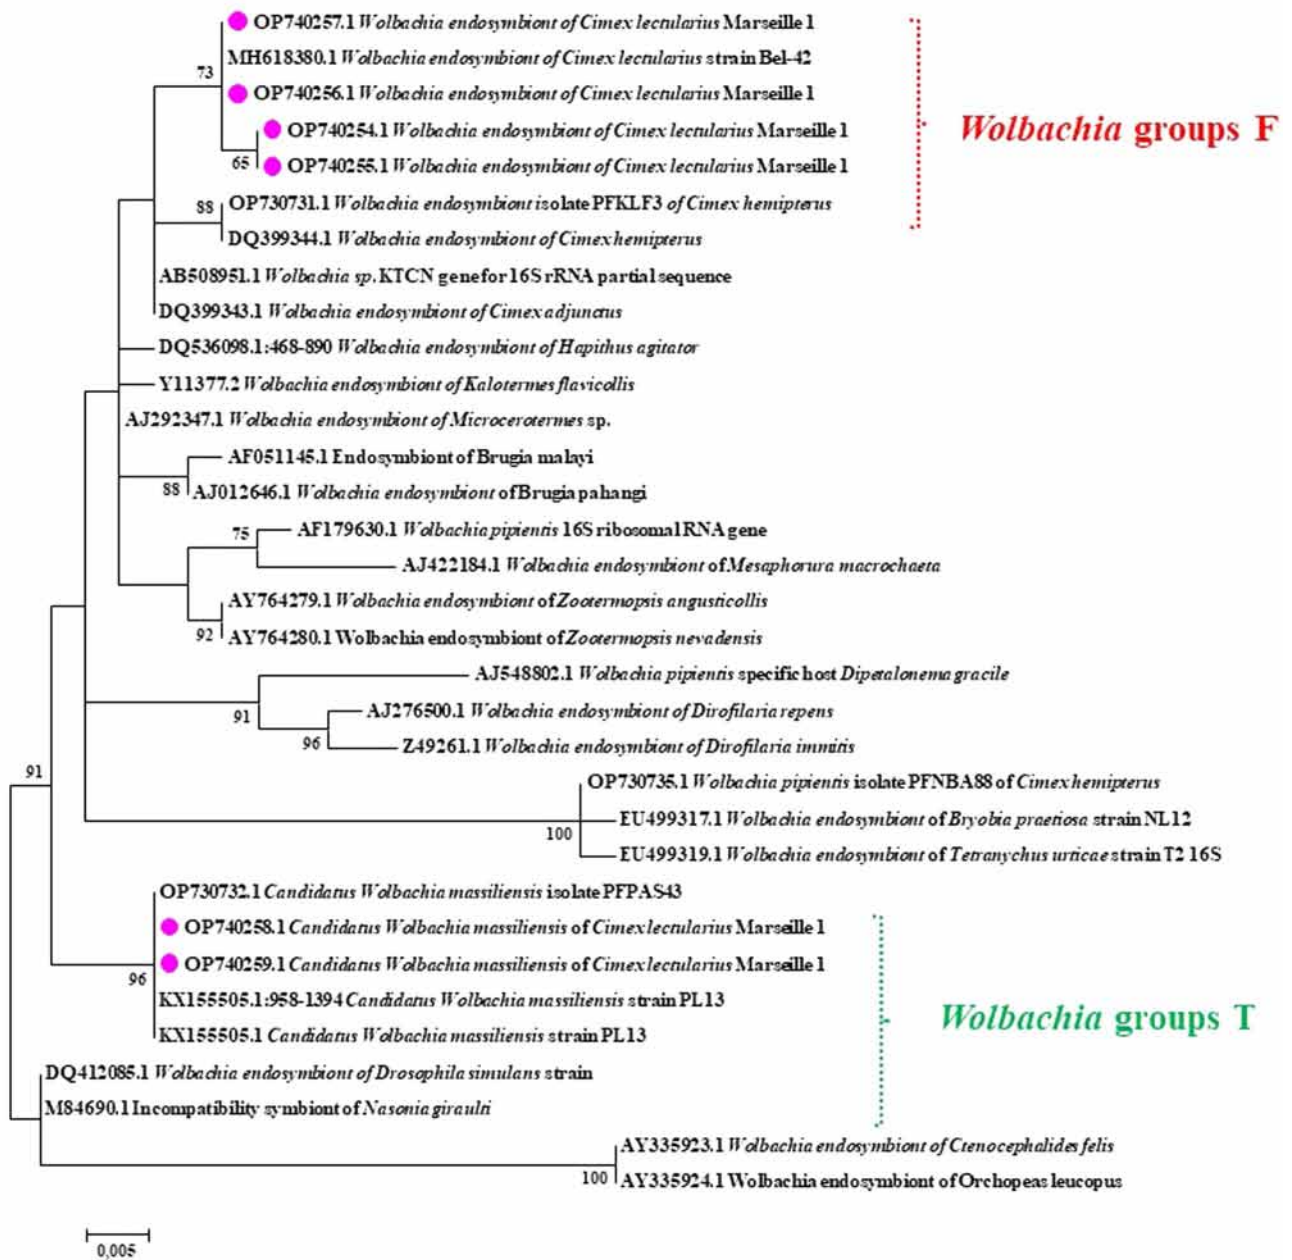 OP740257.1 Wolbachia endosymbiont of Cimex lectularius Marseille 1
MH618380.1 Wolbachia endosymbiont of Cimex lectularius strain Bel-42
73
OP740256.1 Wolbachia endosymbiont of Cimex lectularius Marseille 1
Wolbachia groups F
OP740254.1 Wolbachia endosymbiont of Cimex lectularius Marseille 1
65
OP740255.1 Wolbachia endosymbiont of Cimex lectularius Marseille 1
88
OP730731.1 Wolbachia endosymbiont isolate PFKLF3 of Cimex hemipterus
DQ399344.1 Wolbachia endosymbiont of Cimex hemipterus
AB508951.1 Wolbachia sp. KTCN gene for 16S rRNA partial sequence
DQ399343.1 Wolbachia endosymbiont of Cimex adjunctus
DQ536098.1:468-890 Wolbachia endosymbiont of Hapithus agitator
Y11377.2 Wolbachia endosymbiont of Kalotermes flavicollis
AJ292347.1 Wolbachia endosymbiont of Microcerotermes sp.
AF051145.1 Endosymbiont of Brugia malayi
88
AJ012646.1 Wolbachia endosymbiont of Brugia pahangi
75
AF179630.1 Wolbachia pipientis 16S ribosomal RNA gene
AJ422184.1 Wolbachia endosymbiont of Mesaphorura macrochaeta
AY764279.1 Wolbachia endosymbiont of Zootermopsis angusticollis
92
AY764280.1 Wolbachia endosymbiont of Zootermopsis nevadensis
AJ548802.1 Wolbachia pipientis specific host Dipetalonema gracile
91
AJ276500.1 Wolbachia endosymbiont of Dirofilaria repens
96
Z49261.1 Wolbachia endosymbiont of Dirofilaria immitis
91
OP730735.1 Wolbachia pipientis isolate PFNBA88 of Cimex hemipterus
EU499317.1 Wolbachia endosymbiont of Bryobia praetiosa strain NL12
100
EU499319.1 Wolbachia endosymbiont of Tetranychus urticae strain T2 16S
OP730732.1 Candidatus Wolbachia massiliensis isolate PFPAS43
OP740258.1 Candidatus Wolbachia massiliensis of Cimex lectularius Marseille 1
OP740259.1 Candidatus Wolbachia massiliensis of Cimex lectularius Marseille 1
96
KX155505.1:958-1394 Candidatus Wolbachia massiliensis strain PL13
Wolbachia groups T
KX155505.1 Candidatus Wolbachia massiliensis strain PL13
DQ412085.1 Wolbachia endosymbiont of Drosophila simulans strain
M84690.1 Incompatibility symbiont of Nasonia giraulti
AY335923.1 Wolbachia endosymbiont of Ctenocephalides felis
100
AY335924.1 Wolbachia endosymbiont of Orchopeas leucopus
0,005